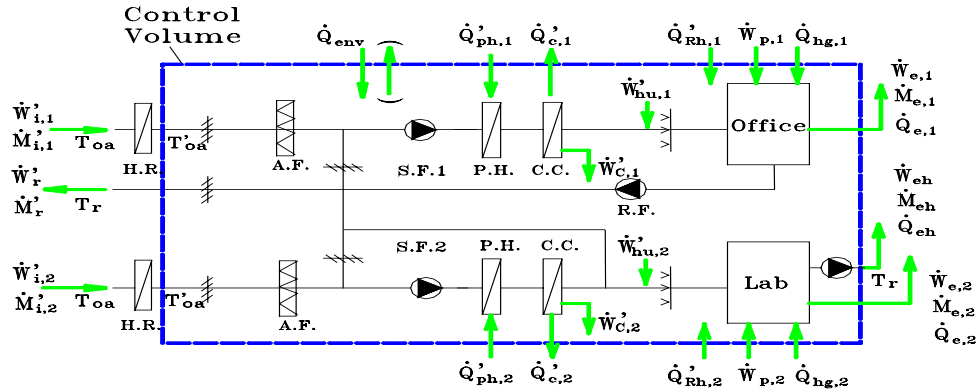 Control
Volume
Q̇env ( )
Q̇'ph,1
Q̇'c,1
Q̇'Rh,1
Ẇp,1
Q̇hg,1
Ẇ'i,1
Ṁ'i,1
Toa
H.R.
T'oa
A.F.
S.F.1
P.H.
C.C.
Ẇ'hu,1
Office
Ẇe,1
Ṁe,1
Q̇e,1
Ẇ'C,1
Ẇ'r
Ṁ'r
Tr
R.F.
Ẇeh
Ṁeh
Q̇eh
S.F.2
P.H.
C.C.
Ẇ'hu,2
Ẇ'i,2
Ṁ'i,2
Toa
H.R.
T'oa
A.F.
Lab
Tr
Ẇ'C,2
Ẇe,2
Ṁe,2
Q̇e,2
Q̇'ph,2
Q̇'c,2
Q̇'Rh,2
Ẇp,2
Q̇hg,2